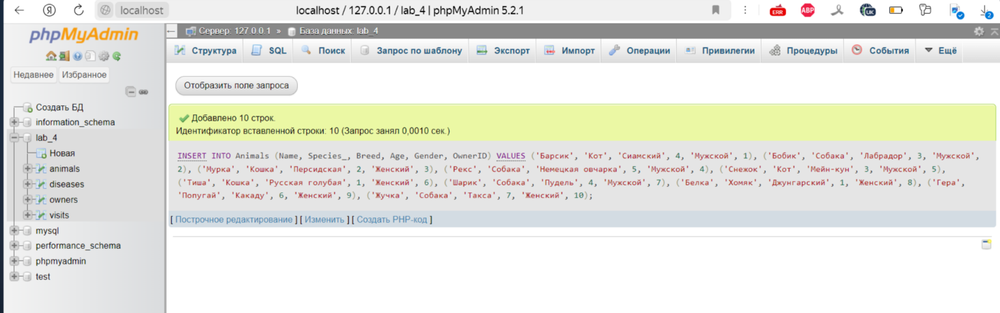 localhost
localhost / 127.0.0.1 / lab_4 | phpMyAdmin 5.2.1
ERR
ABP
UK
2
phpMyAdmin
Недавнее Избранное
Создать БД
information_schema
lab_4
Новая
animals
diseases
owners
visits
mysql
performance_schema
phpmyadmin
test
Сервер: 127.0.0.1 » База данных: lab_4
Структура SQL Поиск Запрос по шаблону Экспорт Импорт Операции Привилегии Процедуры События Ещё
Отобразить поле запроса
Добавлено 10 строк.
Идентификатор вставленной строки: 10 (Запрос занял 0,0010 сек.)
INSERT INTO Animals (Name, Species_, Breed, Age, Gender, OwnerID) VALUES ('Барсик', 'Кот', 'Сиамский', 4, 'Мужской', 1), ('Бобик', 'Собака', 'Лабрадор', 3, 'Мужской',
2), ('Мурка', 'Кошка', 'Персидская', 2, 'Женский', 3), ('Рекс', 'Собака', 'Немецкая овчарка', 5, 'Мужской', 4), ('Снежок', 'Кот', 'Мейн-кун', 3, 'Мужской', 5),
('Тиша', 'Кошка', 'Русская голубая', 1, 'Женский', 6), ('Шарик', 'Собака', 'Пудель', 4, 'Мужской', 7), ('Белка', 'Хомяк', 'Джунгарский', 1, 'Женский', 8), ('Гера',
'Попугай', 'Какаду', 6, 'Женский', 9), ('Жучка', 'Собака', 'Такса', 7, 'Женский', 10);
[ Построчное редактирование ] [ Изменить ] [ Создать PHP-код ]